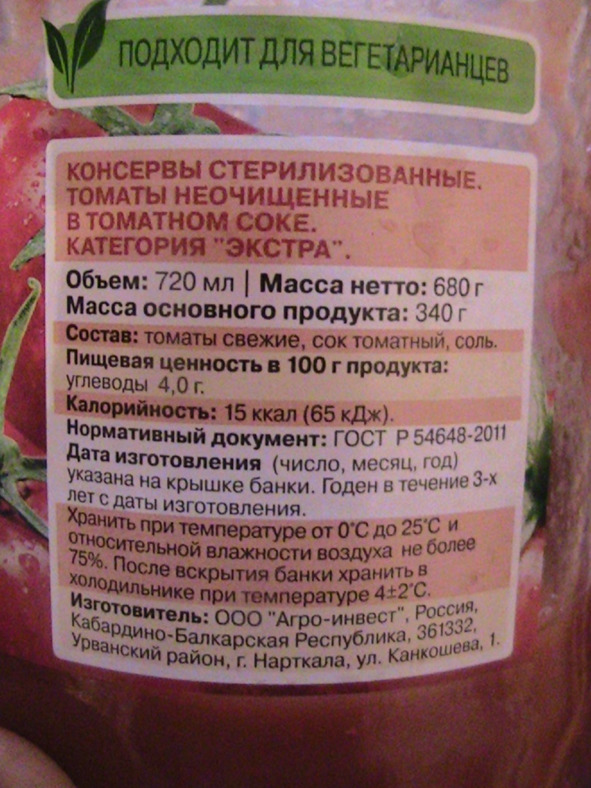 ПОДХОДИТ ДЛЯ ВЕГЕТАРИАНЦЕВ
КОНСЕРВЫ СТЕРИЛИЗОВАННЫЕ.
ТОМАТЫ НЕОЧИЩЕННЫЕ
В ТОМАТНОМ СОКЕ.
КАТЕГОРИЯ "ЭКСТРА".
Объем: 720 мл | Масса нетто: 680 г
Масса основного продукта: 340 г
Состав: томаты свежие, сок томатный, соль.
Пищевая ценность в 100 г продукта:
углеводы 4,0 г.
Калорийность: 15 ккал (65 кДж).
Нормативный документ: ГОСТ Р 54648-2011
Дата изготовления (число, месяц, год)
указана на крышке банки. Годен в течение 3-х
лет с даты изготовления.
Хранить при температуре от 0°С до 25°С и
относительной влажности воздуха не более
75%. После вскрытия банки хранить в
холодильнике при температуре 4±2°С.
Изготовитель: ООО "Агро-инвест", Россия,
Кабардино-Балкарская Республика, 361332,
Урванский район, г. Нарткала, ул. Канкошева, 1.